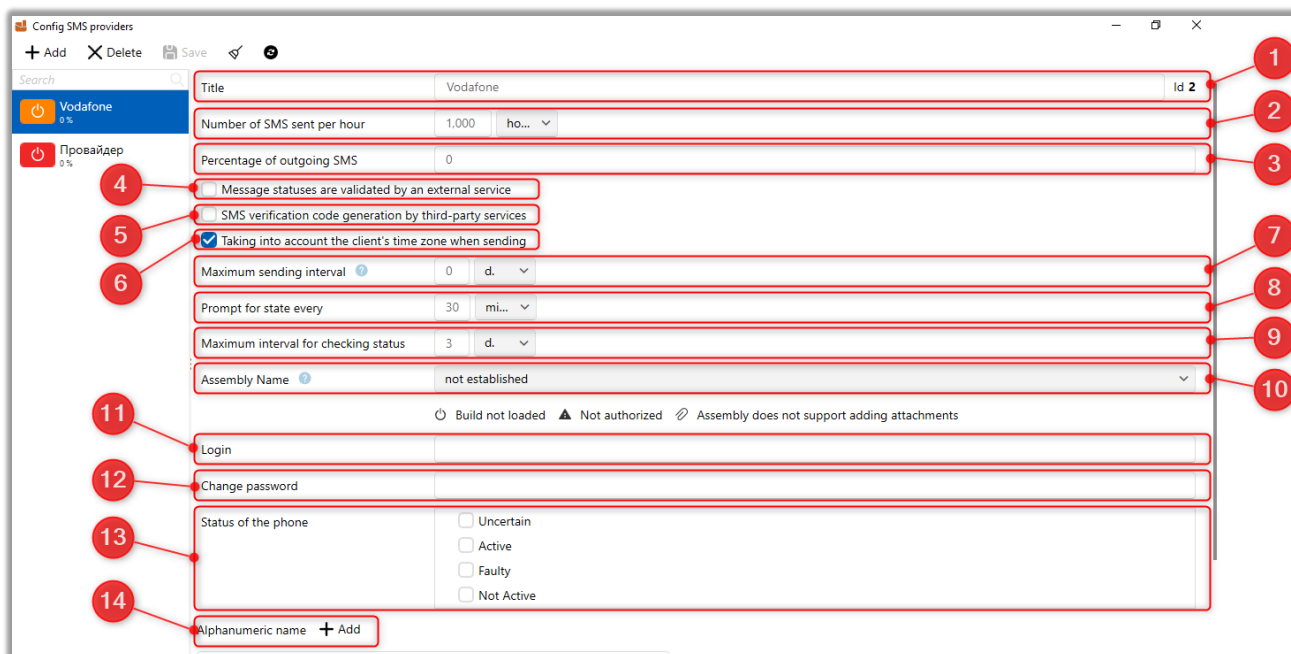 Config SMS providers
Add Delete Save
Search
Vodafone
0 %
Провайдер
0 %
Title Vodafone Id 2
1
Number of SMS sent per hour 1,000 ho...
2
Percentage of outgoing SMS 0
3
4
Message statuses are validated by an external service
5
SMS verification code generation by third-party services
6
Taking into account the client's time zone when sending
Maximum sending interval ? 0 d.
7
Prompt for state every 30 mi...
8
Maximum interval for checking status 3 d.
9
Assembly Name ? not established
10
Build not loaded Not authorized Assembly does not support adding attachments
11
Login
12
Change password
13
Status of the phone Uncertain
Active
Faulty
Not Active
14
Alphanumeric name Add